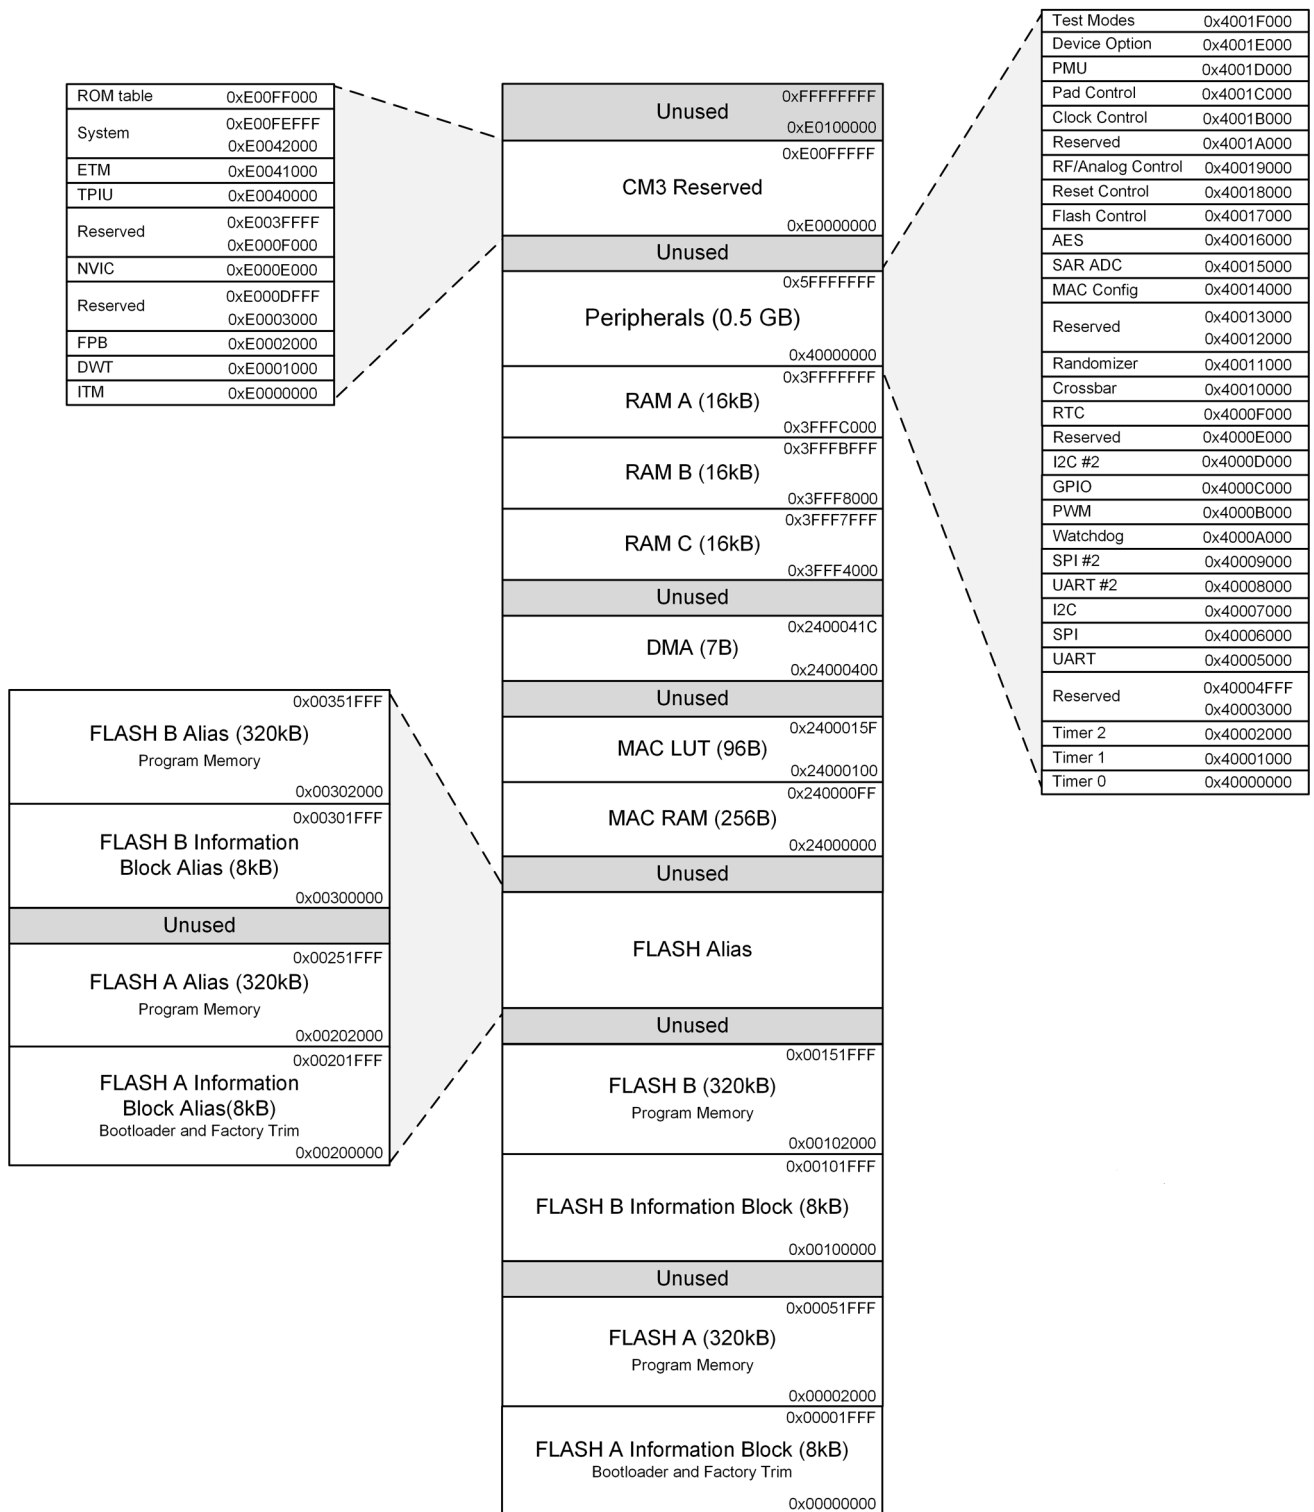 ROM table 0xE00FF000
System 0xE00FEFFF
0xE0042000
ETM 0xE0041000
TPIU 0xE0040000
Reserved 0xE003FFFF
0xE000F000
NVIC 0xE000E000
Reserved 0xE000DFFF
0xE0003000
FPB 0xE0002000
DWT 0xE0001000
ITM 0xE0000000
0x00351FFF
FLASH B Alias (320kB)
Program Memory
0x00302000
0x00301FFF
FLASH B Information
Block Alias (8kB)
0x00300000
Unused
0x00251FFF
FLASH A Alias (320kB)
Program Memory
0x00202000
0x00201FFF
FLASH A Information
Block Alias(8kB)
Bootloader and Factory Trim
0x00200000
0xFFFFFFFF
Unused
0xE0100000
0xE00FFFFF
CM3 Reserved
0xE0000000
Unused
0x5FFFFFFF
Peripherals (0.5 GB)
0x40000000
0x3FFFFFFF
RAM A (16kB)
0x3FFFC000
0x3FFFBFFF
RAM B (16kB)
0x3FFF8000
0x3FFF7FFF
RAM C (16kB)
0x3FFF4000
Unused
0x2400041C
DMA (7B)
0x24000400
Unused
0x2400015F
MAC LUT (96B)
0x24000100
0x240000FF
MAC RAM (256B)
0x24000000
Unused
FLASH Alias
Unused
0x00151FFF
FLASH B (320kB)
Program Memory
0x00102000
0x00101FFF
FLASH B Information Block (8kB)
0x00100000
Unused
0x00051FFF
FLASH A (320kB)
Program Memory
0x00002000
0x00001FFF
FLASH A Information Block (8kB)
Bootloader and Factory Trim
0x00000000
Test Modes 0x4001F000
Device Option 0x4001E000
PMU 0x4001D000
Pad Control 0x4001C000
Clock Control 0x4001B000
Reserved 0x4001A000
RF/Analog Control 0x40019000
Reset Control 0x40018000
Flash Control 0x40017000
AES 0x40016000
SAR ADC 0x40015000
MAC Config 0x40014000
Reserved 0x40013000
0x40012000
Randomizer 0x40011000
Crossbar 0x40010000
RTC 0x4000F000
Reserved 0x4000E000
I2C #2 0x4000D000
GPIO 0x4000C000
PWM 0x4000B000
Watchdog 0x4000A000
SPI #2 0x40009000
UART #2 0x40008000
I2C 0x40007000
SPI 0x40006000
UART 0x40005000
Reserved 0x40004FFF
0x40003000
Timer 2 0x40002000
Timer 1 0x40001000
Timer 0 0x40000000